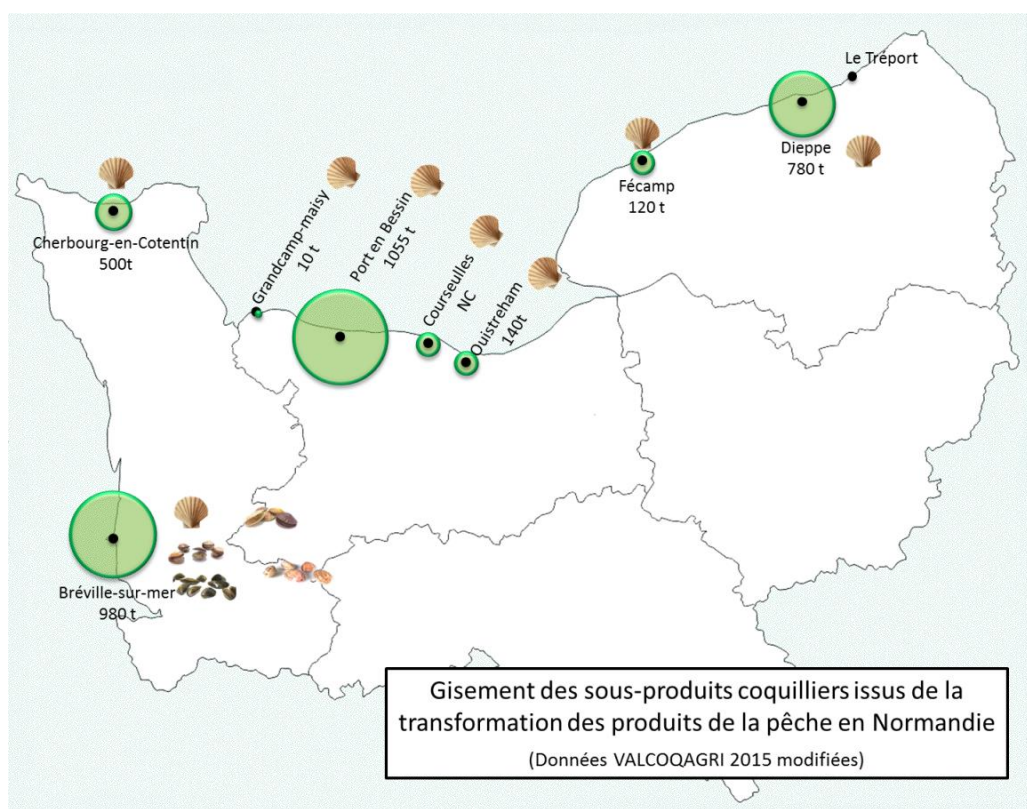 Le Tréport
Dieppe
780 t
Fécamp
120 t
Cherbourg-en-Cotentin
500t
Grandcamp-maisy
10 t
Port en Bessin
1055 t
Courseulles
NC
Ouistreham
140t
Bréville-sur-mer
980 t
Gisement des sous-produits coquilliers issus de la
transformation des produits de la pêche en Normandie
(Données VALCOQAGRI 2015 modifiées)